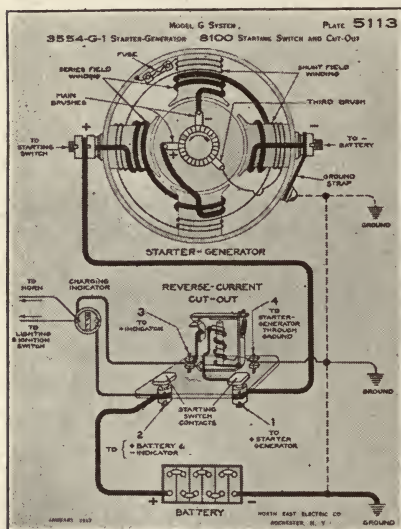 MODEL G SYSTEM, PLATE 5113
3554-G-1 STARTER-GENERATOR 8100 STARTING SWITCH AND CUT-OUT
FUSE
SERIES FIELD WINDING
SHUNT FIELD WINDING
MAIN BRUSHES
THIRD BRUSH
+
-
TO STARTING SWITCH
TO - BATTERY
-
+
GROUND STRAP
GROUND
STARTER-GENERATOR
TO HORN
CHARGING INDICATOR
REVERSE-CURRENT CUT-OUT
3
TO + INDICATOR
4
TO STARTER-GENERATOR THROUGH GROUND
TO LIGHTING & IGNITION SWITCH
GROUND
STARTING SWITCH CONTACTS
2
TO { + BATTERY & - INDICATOR
1
TO + STARTER GENERATOR
+
-
BATTERY
GROUND
NORTH EAST ELECTRIC CO
ROCHESTER, N. Y.